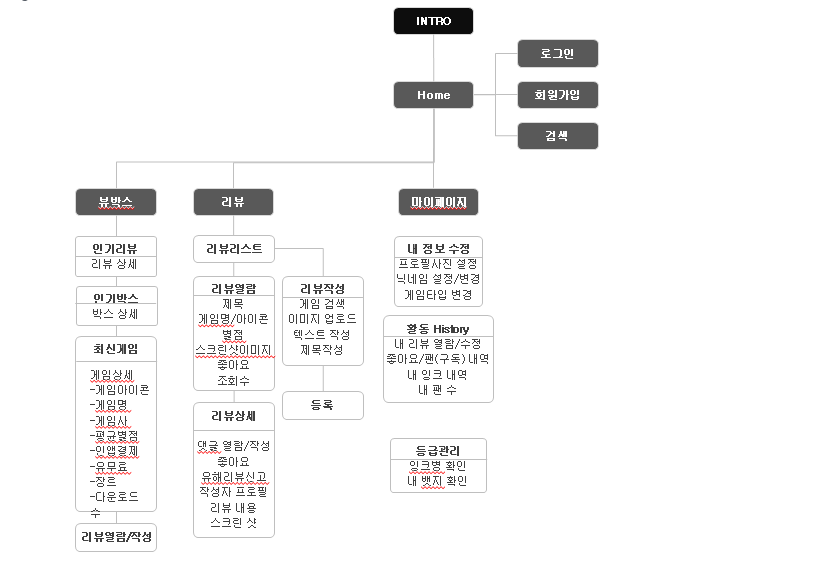 INTRO
로그인
Home
회원가입
검색
뷰박스
리뷰
마이페이지
인기리뷰
리뷰 상세
인기박스
박스 상세
최신게임
게임상세
-게임아이콘
-게임명
-게임사
-평균별점
-인앱결제
-유무료
-장르
-다운로드
수
리뷰열람/작성
리뷰리스트
리뷰열람
제목
게임명/아이콘
별점
스크린샷이미지
좋아요
조회수
리뷰상세
댓글 열람/작성
좋아요
유해리뷰신고
작성자 프로필
리뷰 내용
스크린 샷
리뷰작성
게임 검색
이미지 업로드
텍스트 작성
제목작성
등록
내 정보 수정
프로필사진 설정
닉네임 설정/변경
게임타입 변경
활동 History
내 리뷰 열람/수정
좋아요/팬(구독) 내역
내 잉크 내역
내 팬 수
등급관리
잉크병 확인
내 뱃지 확인